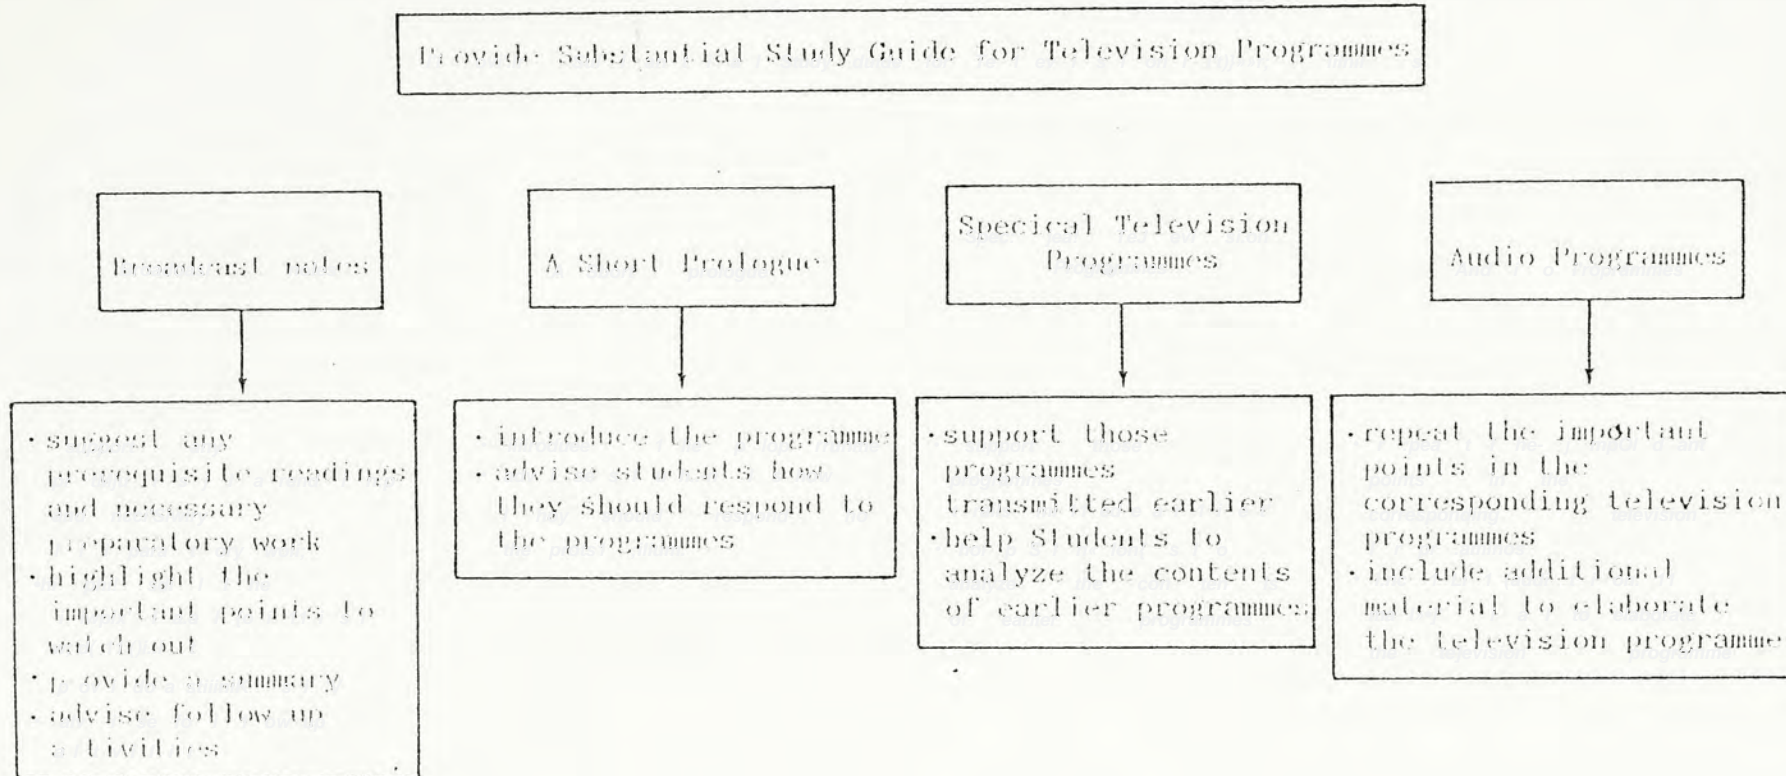 Provide Substantial Study Guide for Television Programmes
Broadcast notes
A Short Prologue
Specical Television
Programmes
Audio Programmes
· suggest any
prerequisite readings
and necessary
preparatory work
· highlight the
important points to
watch out
· provide a summary
· advise follow up
activities
· introduce the programme
· advise students how
they should respond to
the programmes
· support those
programmes
transmitted earlier
· help Students to
analyze the contents
of earlier programmes
· repeat the important
points in the
corresponding television
programmes
· include additional
material to elaborate
the television programme